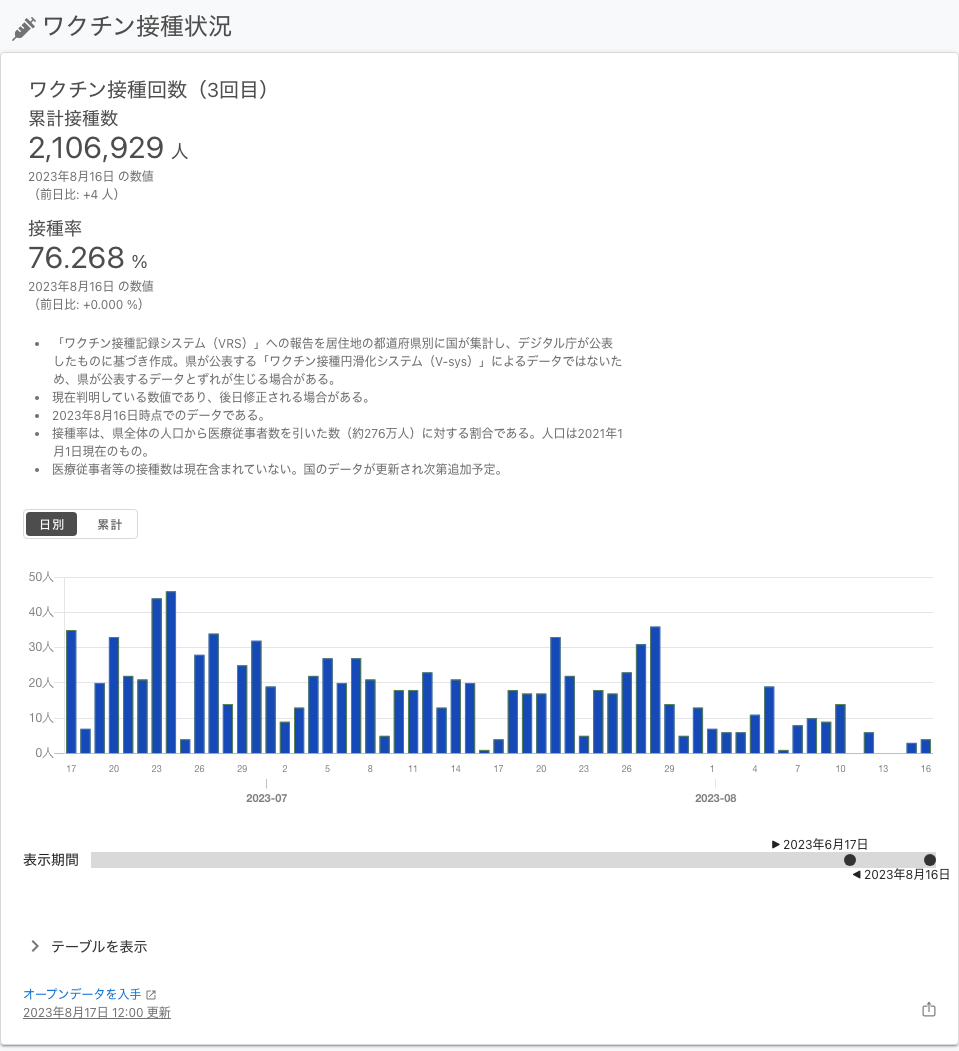 ワクチン接種状況
ワクチン接種回数（3回目）
累計接種数
2,106,929 人
2023年8月16日 の数値
（前日比: +4 人）
接種率
76.268 %
2023年8月16日 の数値
（前日比: +0.000 %）
「ワクチン接種記録システム（VRS）」への報告を居住地の都道府県別に国が集計し、デジタル庁が公表
したものに基づき作成。県が公表する「ワクチン接種円滑化システム（V-sys）」によるデータではないた
め、県が公表するデータとずれが生じる場合がある。
現在判明している数値であり、後日修正される場合がある。
2023年8月16日時点でのデータである。
接種率は、県全体の人口から医療従事者数を引いた数（約276万人）に対する割合である。人口は2021年1
月1日現在のもの。
医療従事者等の接種数は現在含まれていない。国のデータが更新され次第追加予定。
日別 累計
50人
40人
30人
20人
10人
0人
17 20 23 26 29 2 5 8 11 14 17 20 23 26 29 1 4 7 10 13 16
2023-07 2023-08
▶ 2023年6月17日
表示期間
◀ 2023年8月16日
テーブルを表示
オープンデータを入手
2023年8月17日 12:00 更新